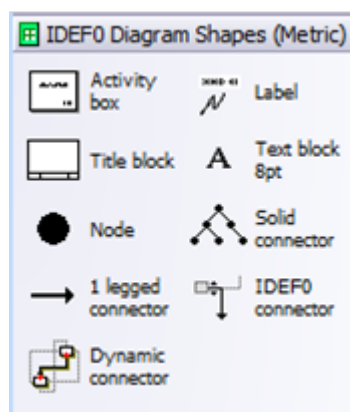 IDEF0 Diagram Shapes (Metric)
Activity
box
Label
Title block
A
Text block
8pt
Node
Solid
connector
1 legged
connector
IDEF0
connector
Dynamic
connector